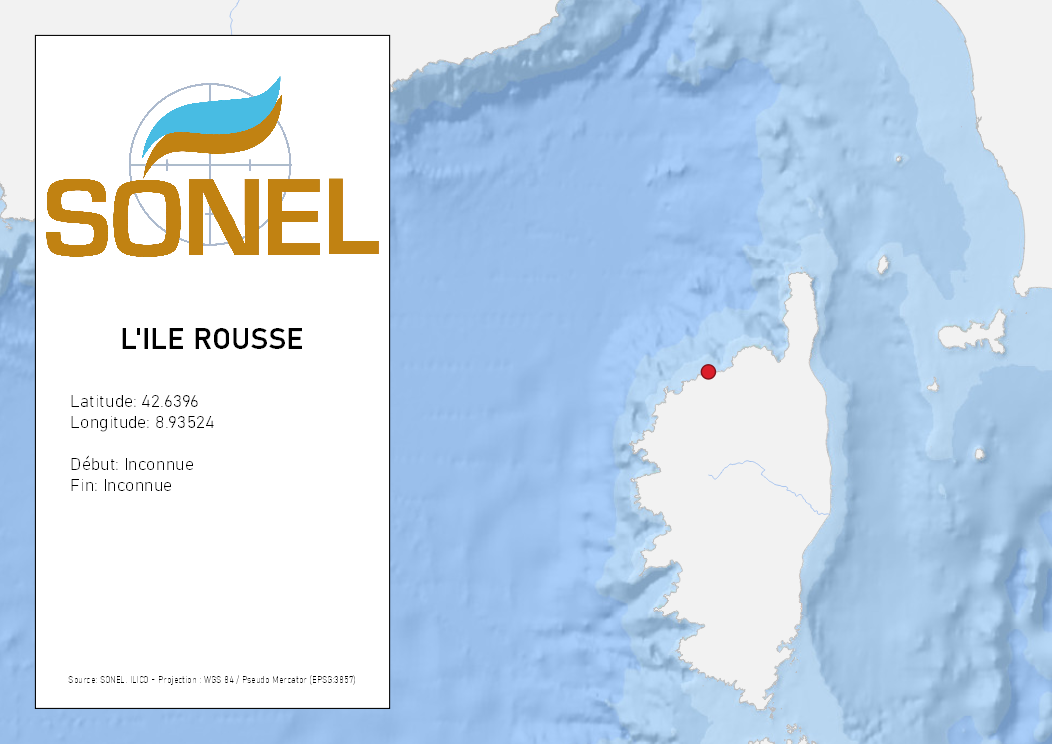 SONEL
L'ILE ROUSSE
Latitude: 42.6396
Longitude: 8.93524
Début: Inconnue
Fin: Inconnue
Source: SONEL, ILICO - Projection : WGS 84 / Pseudo Mercator (EPSG:3857)